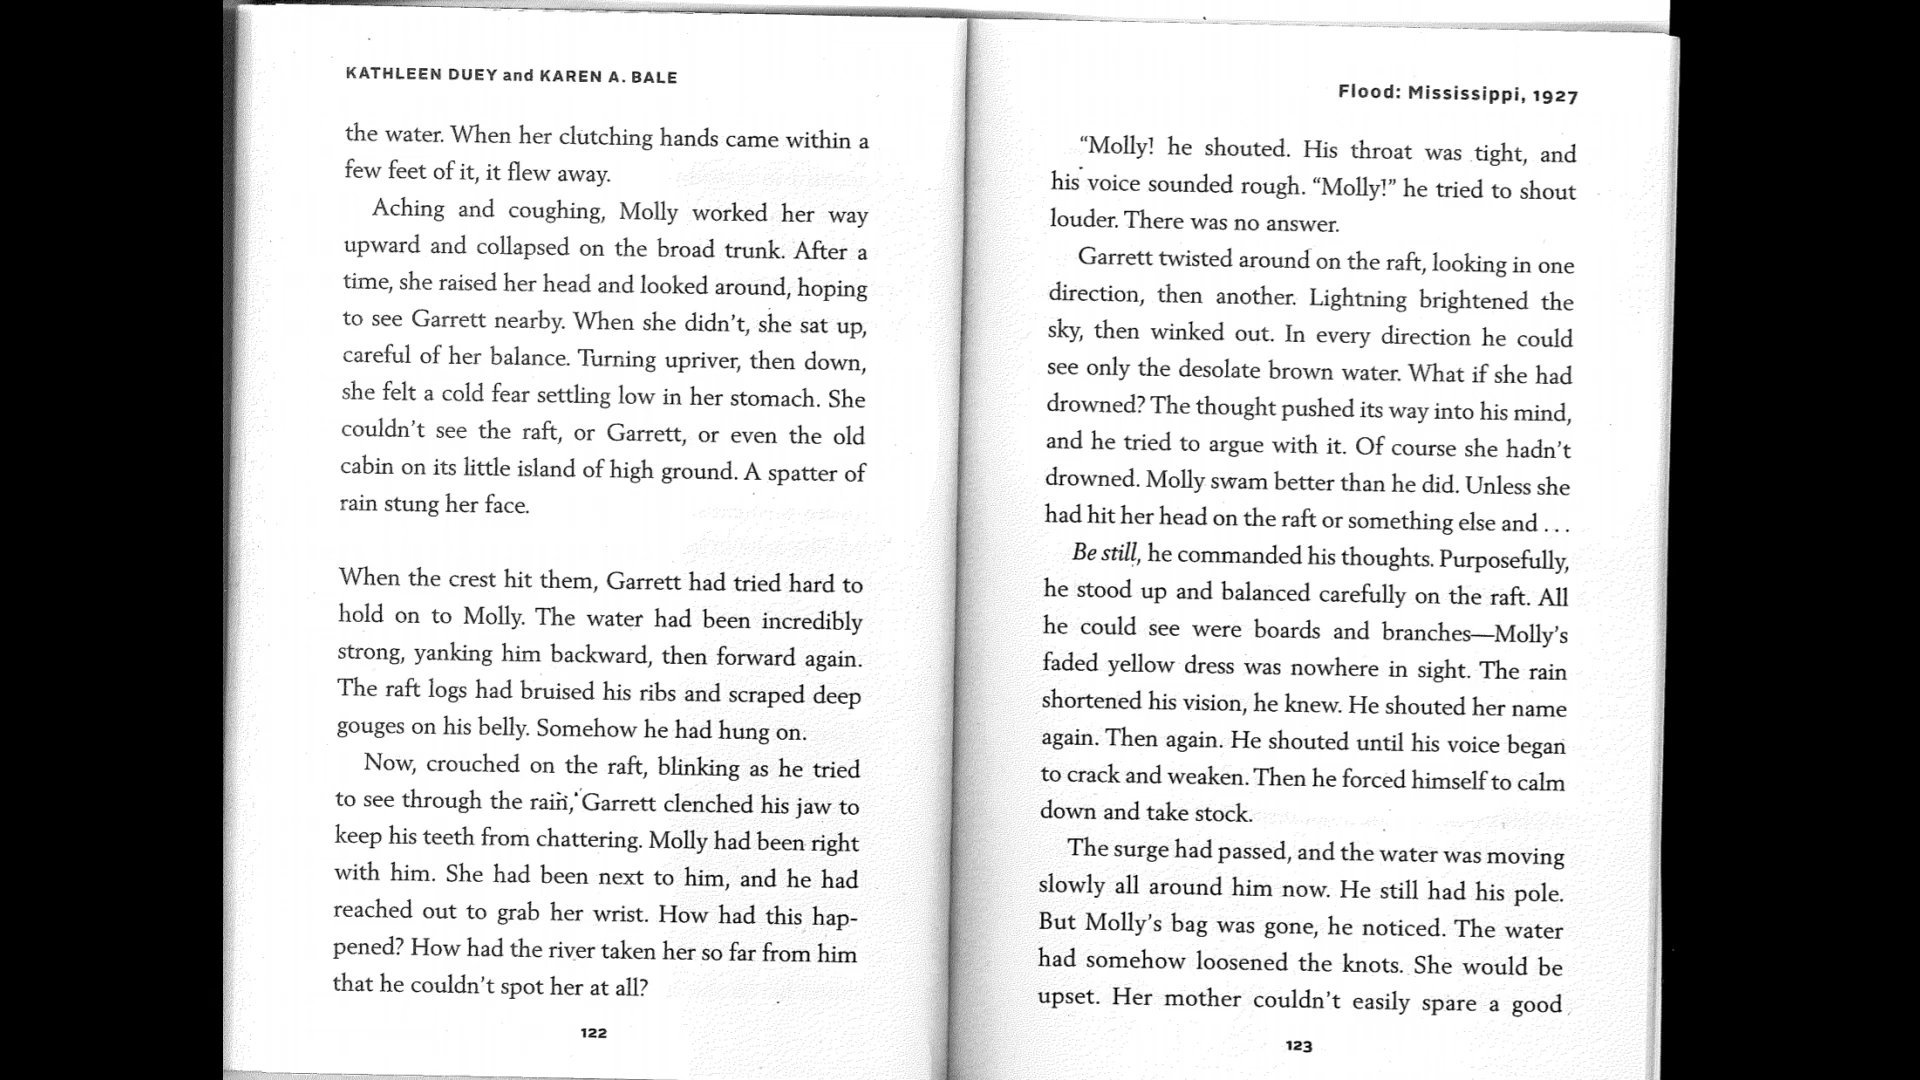 KATHLEEN DUEY and KAREN A. BALE
the water. When her clutching hands came within a
few feet of it, it flew away.
Aching and coughing, Molly worked her way
upward and collapsed on the broad trunk. After a
time, she raised her head and looked around, hoping
to see Garrett nearby. When she didn’t, she sat up,
careful of her balance. Turning upriver, then down,
she felt a cold fear settling low in her stomach. She
couldn’t see the raft, or Garrett, or even the old
cabin on its little island of high ground. A spatter of
rain stung her face.
When the crest hit them, Garrett had tried hard to
hold on to Molly. The water had been incredibly
strong, yanking him backward, then forward again.
The raft logs had bruised his ribs and scraped deep
gouges on his belly. Somehow he had hung on.
Now, crouched on the raft, blinking as he tried
to see through the rain, Garrett clenched his jaw to
keep his teeth from chattering. Molly had been right
with him. She had been next to him, and he had
reached out to grab her wrist. How had this hap-
pened? How had the river taken her so far from him
that he couldn’t spot her at all?
122
Flood: Mississippi, 1927
“Molly! he shouted. His throat was tight, and
his voice sounded rough. “Molly!” he tried to shout
louder. There was no answer.
Garrett twisted around on the raft, looking in one
direction, then another. Lightning brightened the
sky, then winked out. In every direction he could
see only the desolate brown water. What if she had
drowned? The thought pushed its way into his mind,
and he tried to argue with it. Of course she hadn’t
drowned. Molly swam better than he did. Unless she
had hit her head on the raft or something else and . . .
Be still, he commanded his thoughts. Purposefully,
he stood up and balanced carefully on the raft. All
he could see were boards and branches—Molly’s
faded yellow dress was nowhere in sight. The rain
shortened his vision, he knew. He shouted her name
again. Then again. He shouted until his voice began
to crack and weaken. Then he forced himself to calm
down and take stock.
The surge had passed, and the water was moving
slowly all around him now. He still had his pole.
But Molly’s bag was gone, he noticed. The water
had somehow loosened the knots. She would be
upset. Her mother couldn’t easily spare a good
123